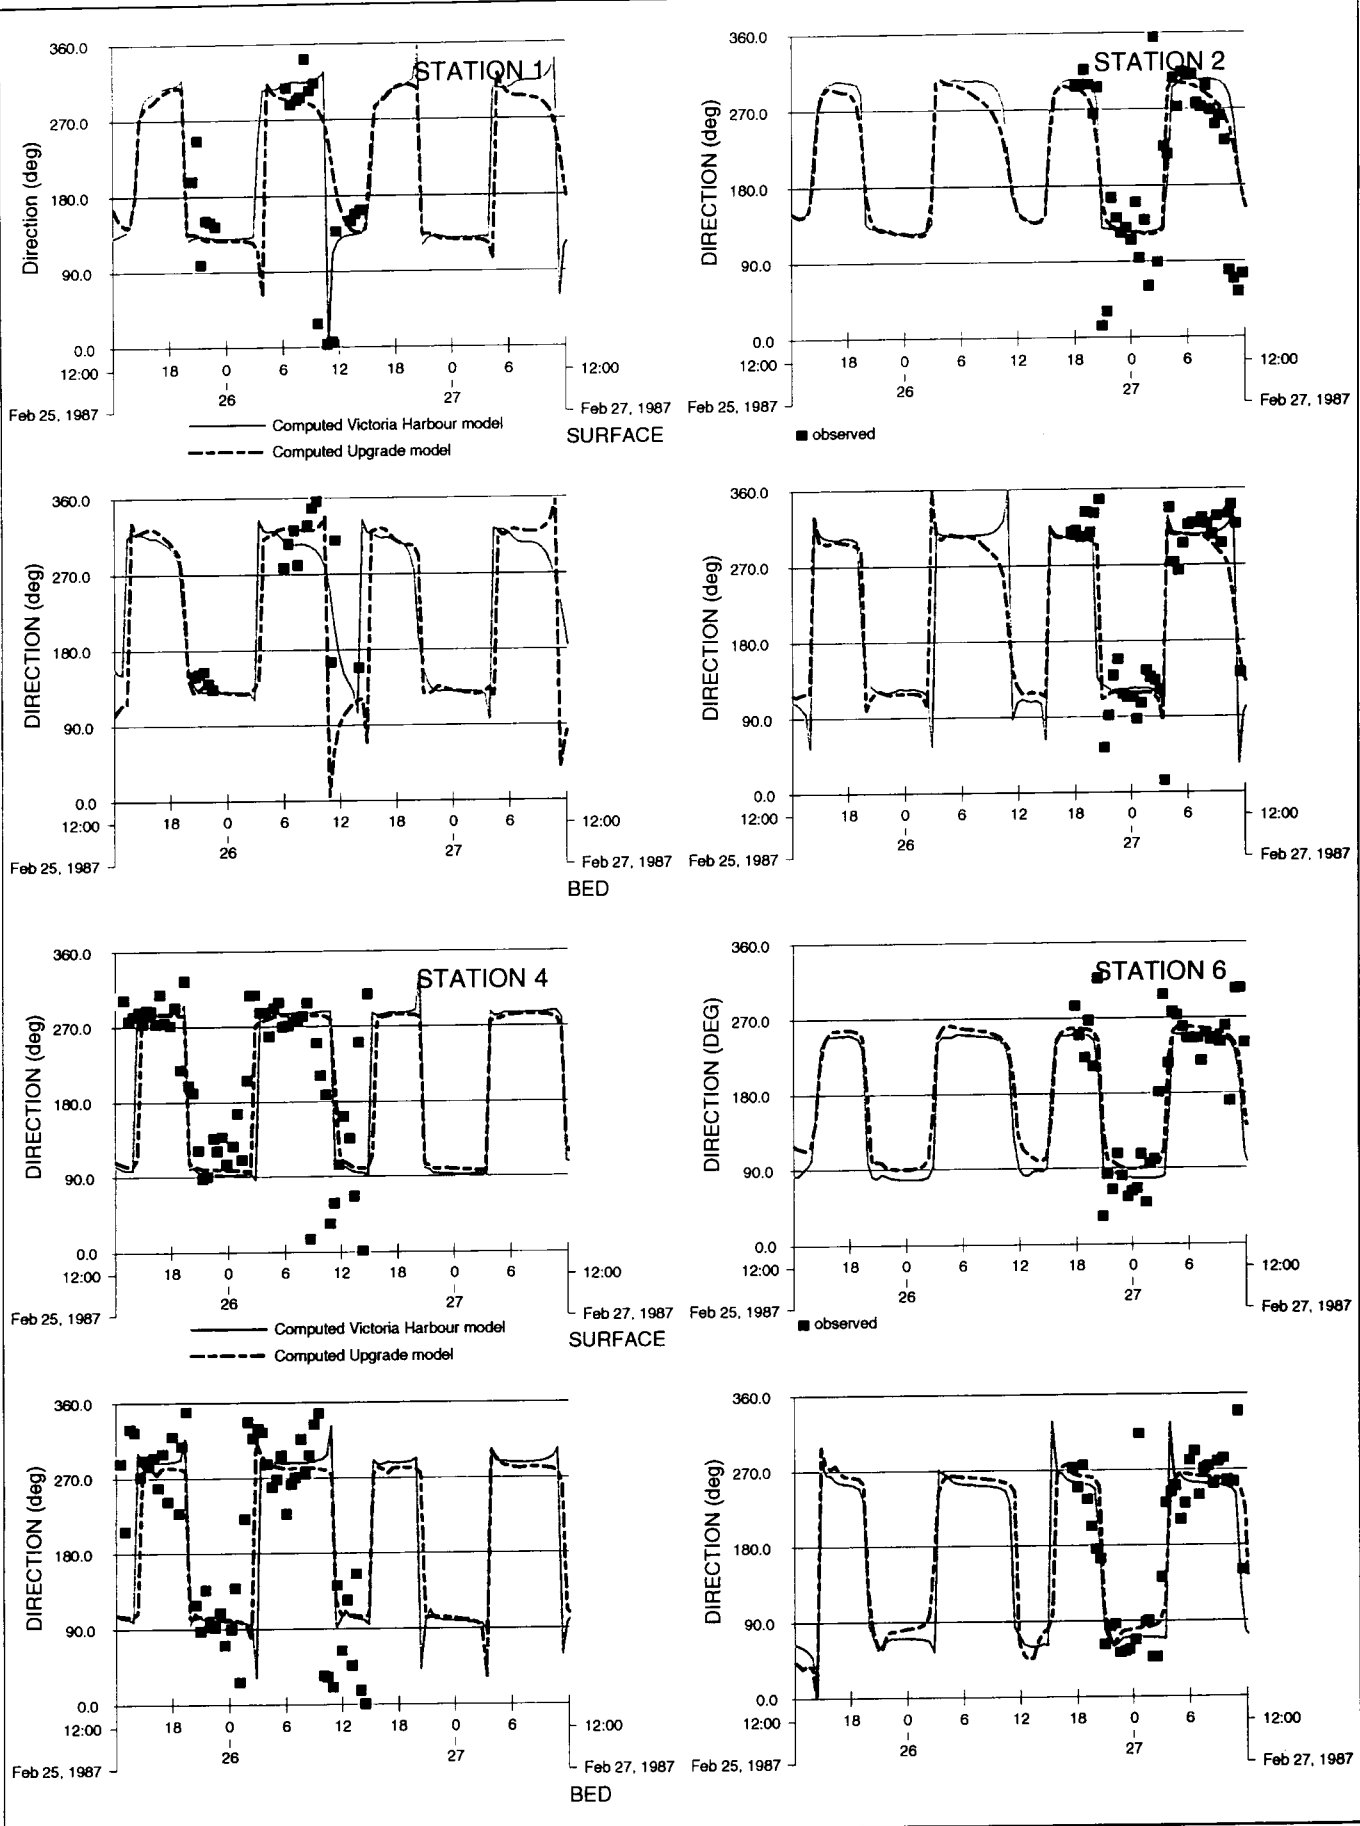 STATION 1
Direction (deg)
360.0
270.0
180.0
90.0
0.0
12:00 18 0 6 12 18 0 6 12:00
26 27
Feb 25, 1987 Feb 27, 1987
STATION 2
DIRECTION (deg)
360.0
270.0
180.0
90.0
0.0
12:00 18 0 6 12 18 0 6 12:00
26 27
Feb 25, 1987 Feb 27, 1987
Computed Victoria Harbour model
Computed Upgrade model
SURFACE
observed
DIRECTION (deg)
360.0
270.0
180.0
90.0
0.0
12:00 18 0 6 12 18 0 6 12:00
26 27
Feb 25, 1987 Feb 27, 1987
DIRECTION (deg)
360.0
270.0
180.0
90.0
0.0
12:00 18 0 6 12 18 0 6 12:00
26 27
Feb 25, 1987 Feb 27, 1987
BED
STATION 4
DIRECTION (deg)
360.0
270.0
180.0
90.0
0.0
12:00 18 0 6 12 18 0 6 12:00
26 27
Feb 25, 1987 Feb 27, 1987
STATION 6
DIRECTION (DEG)
360.0
270.0
180.0
90.0
0.0
12:00 18 0 6 12 18 0 6 12:00
26 27
Feb 25, 1987 Feb 27, 1987
Computed Victoria Harbour model
Computed Upgrade model
SURFACE
observed
DIRECTION (deg)
360.0
270.0
180.0
90.0
0.0
12:00 18 0 6 12 18 0 6 12:00
26 27
Feb 25, 1987 Feb 27, 1987
DIRECTION (deg)
360.0
270.0
180.0
90.0
0.0
12:00 18 0 6 12 18 0 6 12:00
26 27
Feb 25, 1987 Feb 27, 1987
BED